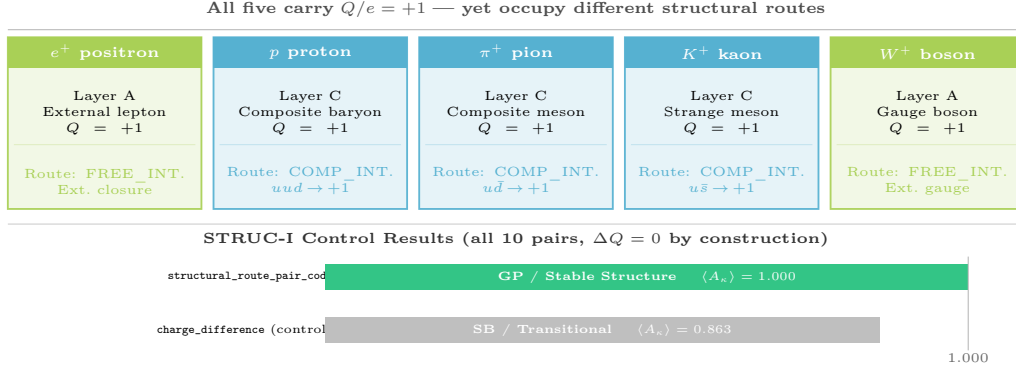 All five carry Q/e = +1 — yet occupy different structural routes
e⁺ positron
Layer A
External lepton
Q = +1
Route: FREE_INT.
Ext. closure
p proton
Layer C
Composite baryon
Q = +1
Route: COMP_INT.
uud → +1
π⁺ pion
Layer C
Composite meson
Q = +1
Route: COMP_INT.
ud̄ → +1
K⁺ kaon
Layer C
Strange meson
Q = +1
Route: COMP_INT.
us̄ → +1
W⁺ boson
Layer A
Gauge boson
Q = +1
Route: FREE_INT.
Ext. gauge
STRUC-I Control Results (all 10 pairs, ΔQ = 0 by construction)
structural_route_pair_cod
GP / Stable Structure ⟨Aκ⟩ = 1.000
charge_difference (control
SB / Transitional ⟨Aκ⟩ = 0.863
1.000